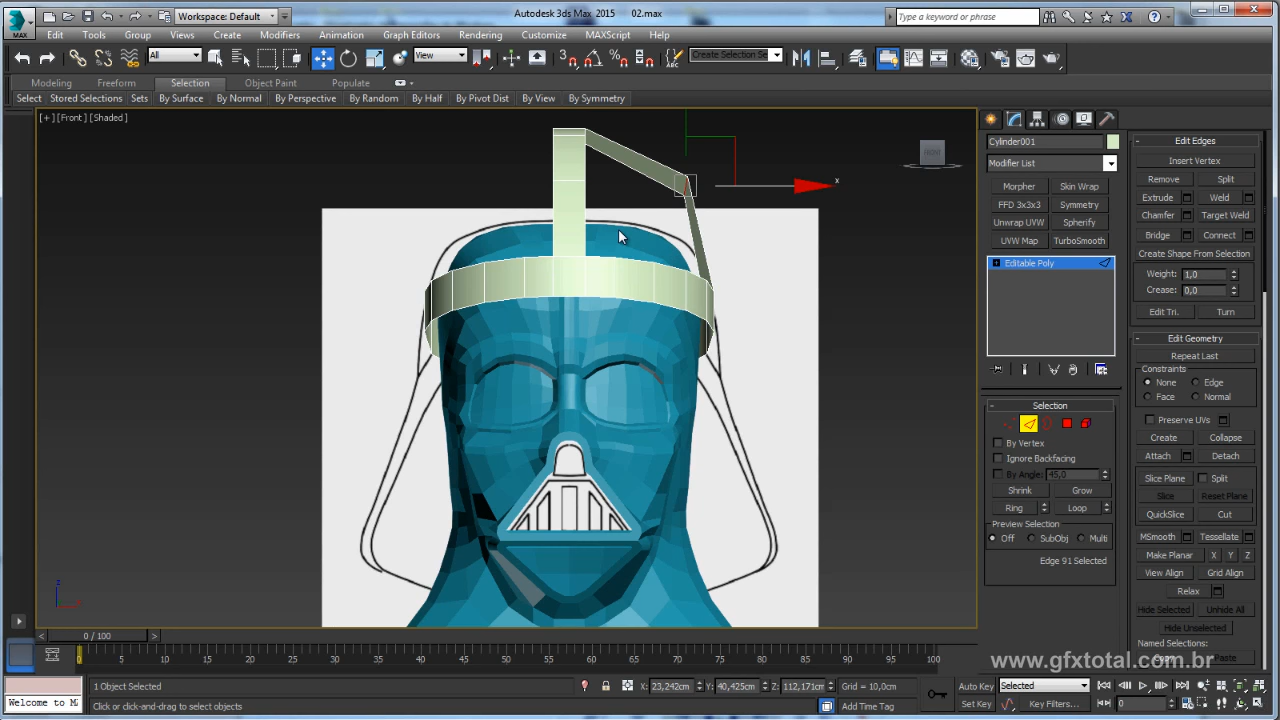 Autodesk 3ds Max 2015 02.max
Workspace: Default
Type a keyword or phrase
MAX
Edit Tools Group Views Create Modifiers Animation Graph Editors Rendering Customize MAXScript Help
All
View
Create Selection Se
Modeling Freeform Selection Object Paint Populate
Select Stored Selections Sets By Surface By Normal By Perspective By Random By Half By Pivot Dist By View By Symmetry
[+] [Front] [Shaded]
x
z
Cylinder001
Modifier List
Morpher Skin Wrap
FFD 3x3x3 Symmetry
Unwrap UVW Spherify
UVW Map TurboSmooth
Editable Poly
Selection
By Vertex
Ignore Backfacing
By Angle: 45,0
Shrink Grow
Ring Loop
Preview Selection
Off SubObj Multi
Edge 91 Selected
Edit Edges
Insert Vertex
Remove Split
Extrude Weld
Chamfer Target Weld
Bridge Connect
Create Shape From Selection
Weight: 1,0
Crease: 0,0
Edit Tri. Turn
Edit Geometry
Repeat Last
Constraints
None Edge
Face Normal
Preserve UVs
Create Collapse
Attach Detach
Slice Plane Split
Slice Reset Plane
QuickSlice Cut
MSmooth Tessellate
Make Planar X Y Z
View Align Grid Align
Relax
Hide Selected Unhide All
Hide Unselected
Named Selections:
Copy Paste
www.gfxtotal.com.br
0 / 100
0 5 10 15 20 25 30 35 40 45 50 55 60 65 70 75 80 85 90 95 100
1 Object Selected
X: 23,242cm Y: 40,425cm Z: 112,171cm Grid = 10,0cm
Auto Key Selected
Welcome to M
Click or click-and-drag to select objects
Add Time Tag
Set Key Key Filters... 0